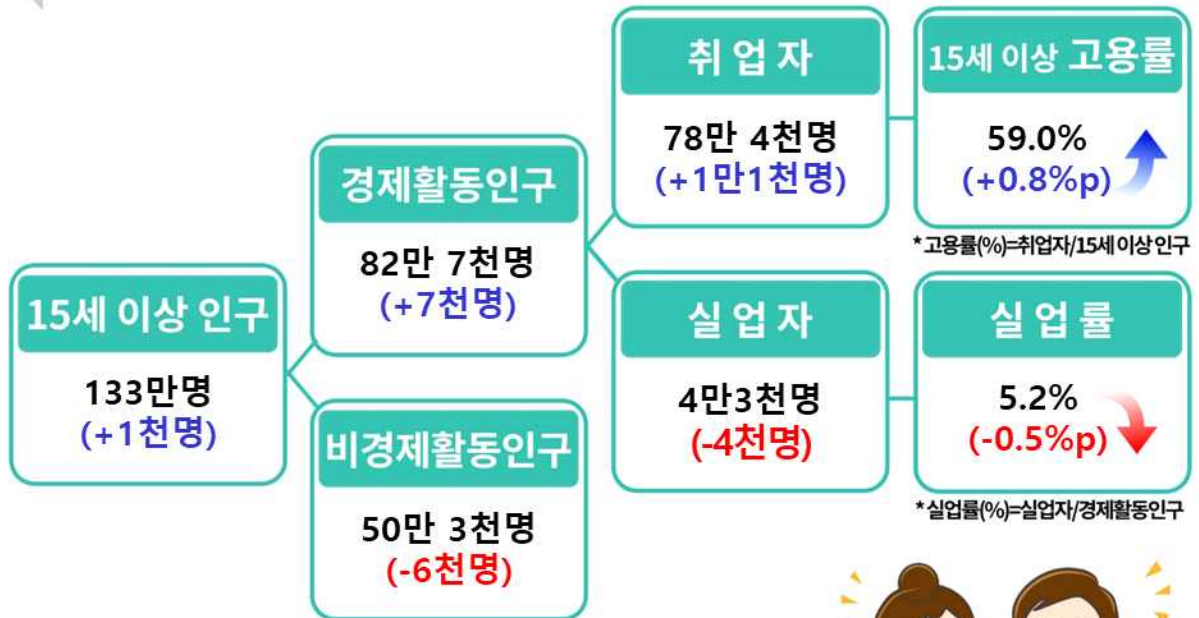 15세 이상 인구
133만명
(+1천명)
경제활동인구
82만 7천명
(+7천명)
비경제활동인구
50만 3천명
(-6천명)
취 업 자
78만 4천명
(+1만1천명)
15세 이상 고용률
59.0%
(+0.8%p)
*고용률(%)=취업자/15세 이상 인구
실 업 자
4만3천명
(-4천명)
실 업 률
5.2%
(-0.5%p)
*실업률(%)=실업자/경제활동인구